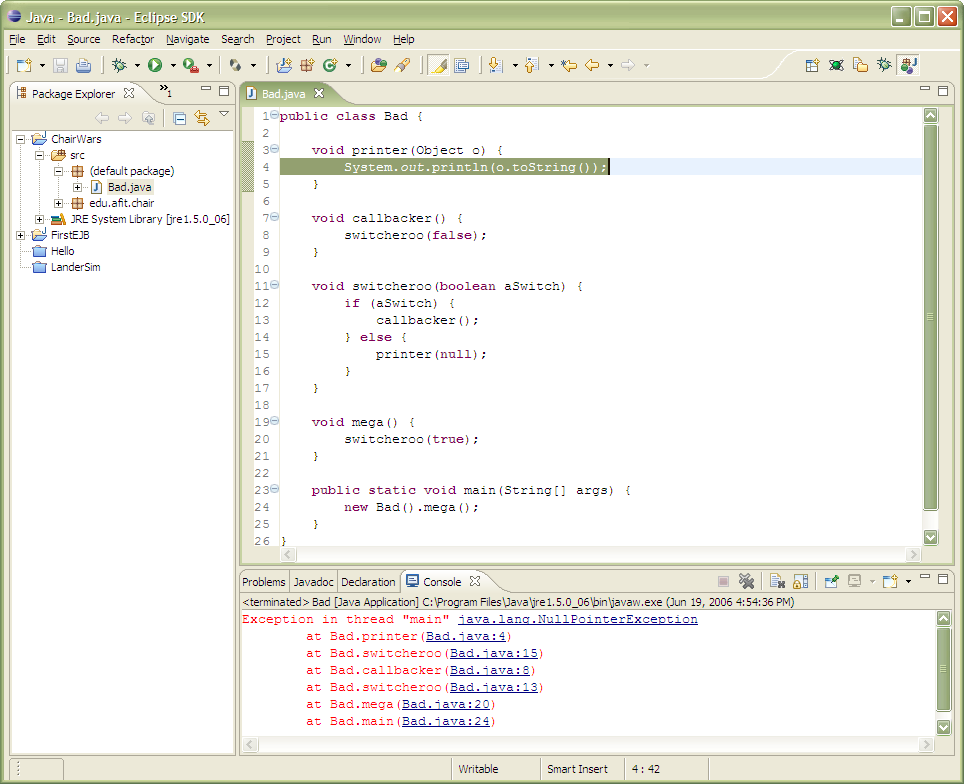 Java - Bad.java - Eclipse SDK
File Edit Source Refactor Navigate Search Project Run Window Help
Package Explorer
»1
ChairWars
src
(default package)
Bad.java
edu.afit.chair
JRE System Library [jre1.5.0_06]
FirstEJB
Hello
LanderSim
Bad.java
1 public class Bad {
2
3     void printer(Object o) {
4         System.out.println(o.toString());
5     }
6
7     void callbacker() {
8         switcheroo(false);
9     }
10
11     void switcheroo(boolean aSwitch) {
12         if (aSwitch) {
13             callbacker();
14         } else {
15             printer(null);
16         }
17     }
18
19     void mega() {
20         switcheroo(true);
21     }
22
23     public static void main(String[] args) {
24         new Bad().mega();
25     }
26 }
Problems Javadoc Declaration Console
<terminated> Bad [Java Application] C:\Program Files\Java\jre1.5.0_06\bin\javaw.exe (Jun 19, 2006 4:54:36 PM)
Exception in thread "main" java.lang.NullPointerException
        at Bad.printer(Bad.java:4)
        at Bad.switcheroo(Bad.java:15)
        at Bad.callbacker(Bad.java:8)
        at Bad.switcheroo(Bad.java:13)
        at Bad.mega(Bad.java:20)
        at Bad.main(Bad.java:24)
Writable Smart Insert 4 : 42